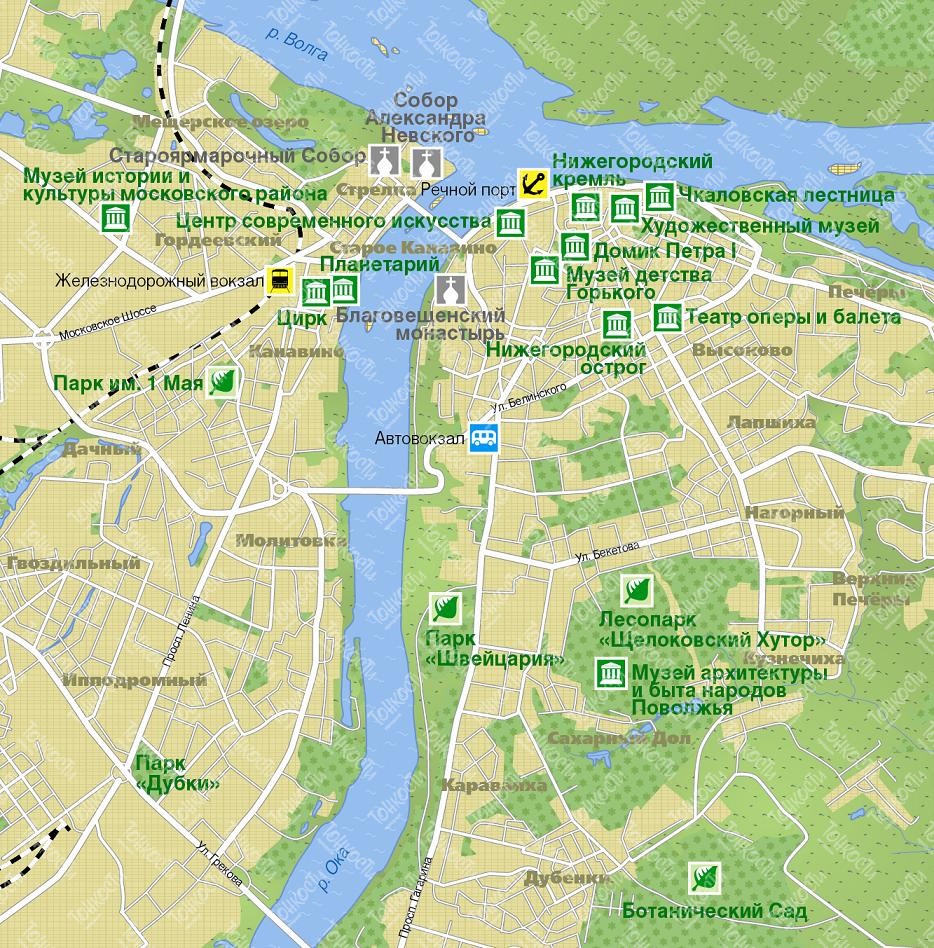 р. Волга
Собор
Александра
Невского
Мещерское озеро
Староярмарочный Собор
Нижегородский
кремль
Музей истории и
культуры московского района
Стрелка
Речной порт
Чкаловская лестница
Центр современного искусства
Художественный музей
Гордеевский
Старое Канавино
Домик Петра I
Планетарий
Музей детства
Горького
Железнодорожный вокзал
Печёры
Московское Шоссе
Цирк
Благовещенский
монастырь
Театр оперы и балета
Канавино
Нижегородский
острог
Высоково
Парк им. 1 Мая
Ул. Белинского
Лапшиха
Автовокзал
Дачный
Нагорный
Молитовка
Ул. Бекетова
Гвоздильный
Верхние
Печёры
Просп. Ленина
Лесопарк
«Щелоковский Хутор»
Парк
«Швейцария»
Кузнечиха
Музей архитектуры
и быта народов
Поволжья
Ипподромный
Сахарный Дол
Парк
«Дубки»
Караваиха
Ул. Грекова
р. Ока
Просп. Гагарина
Дубёнки
Ботанический Сад
Тонкости